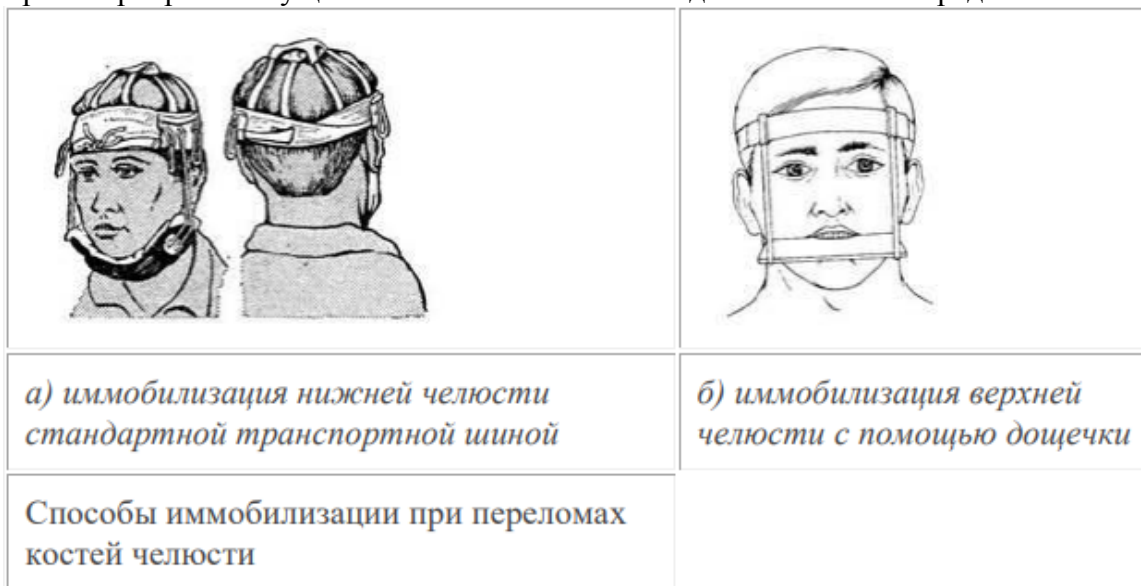 а) иммобилизация нижней челюсти
стандартной транспортной шиной
б) иммобилизация верхней
челюсти с помощью дощечки
Способы иммобилизации при переломах
костей челюсти